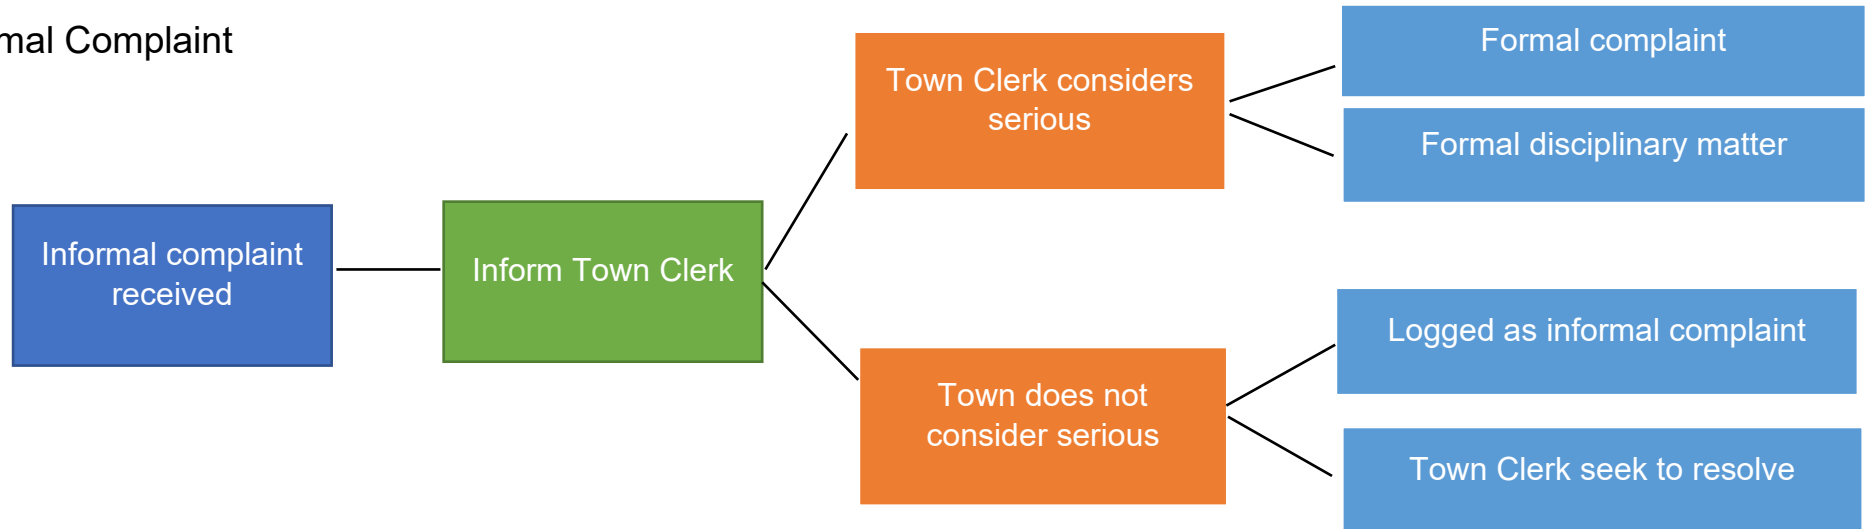 mal Complaint
Informal complaint
received
Inform Town Clerk
Town Clerk considers
serious
Formal complaint
Formal disciplinary matter
Town does not
consider serious
Logged as informal complaint
Town Clerk seek to resolve